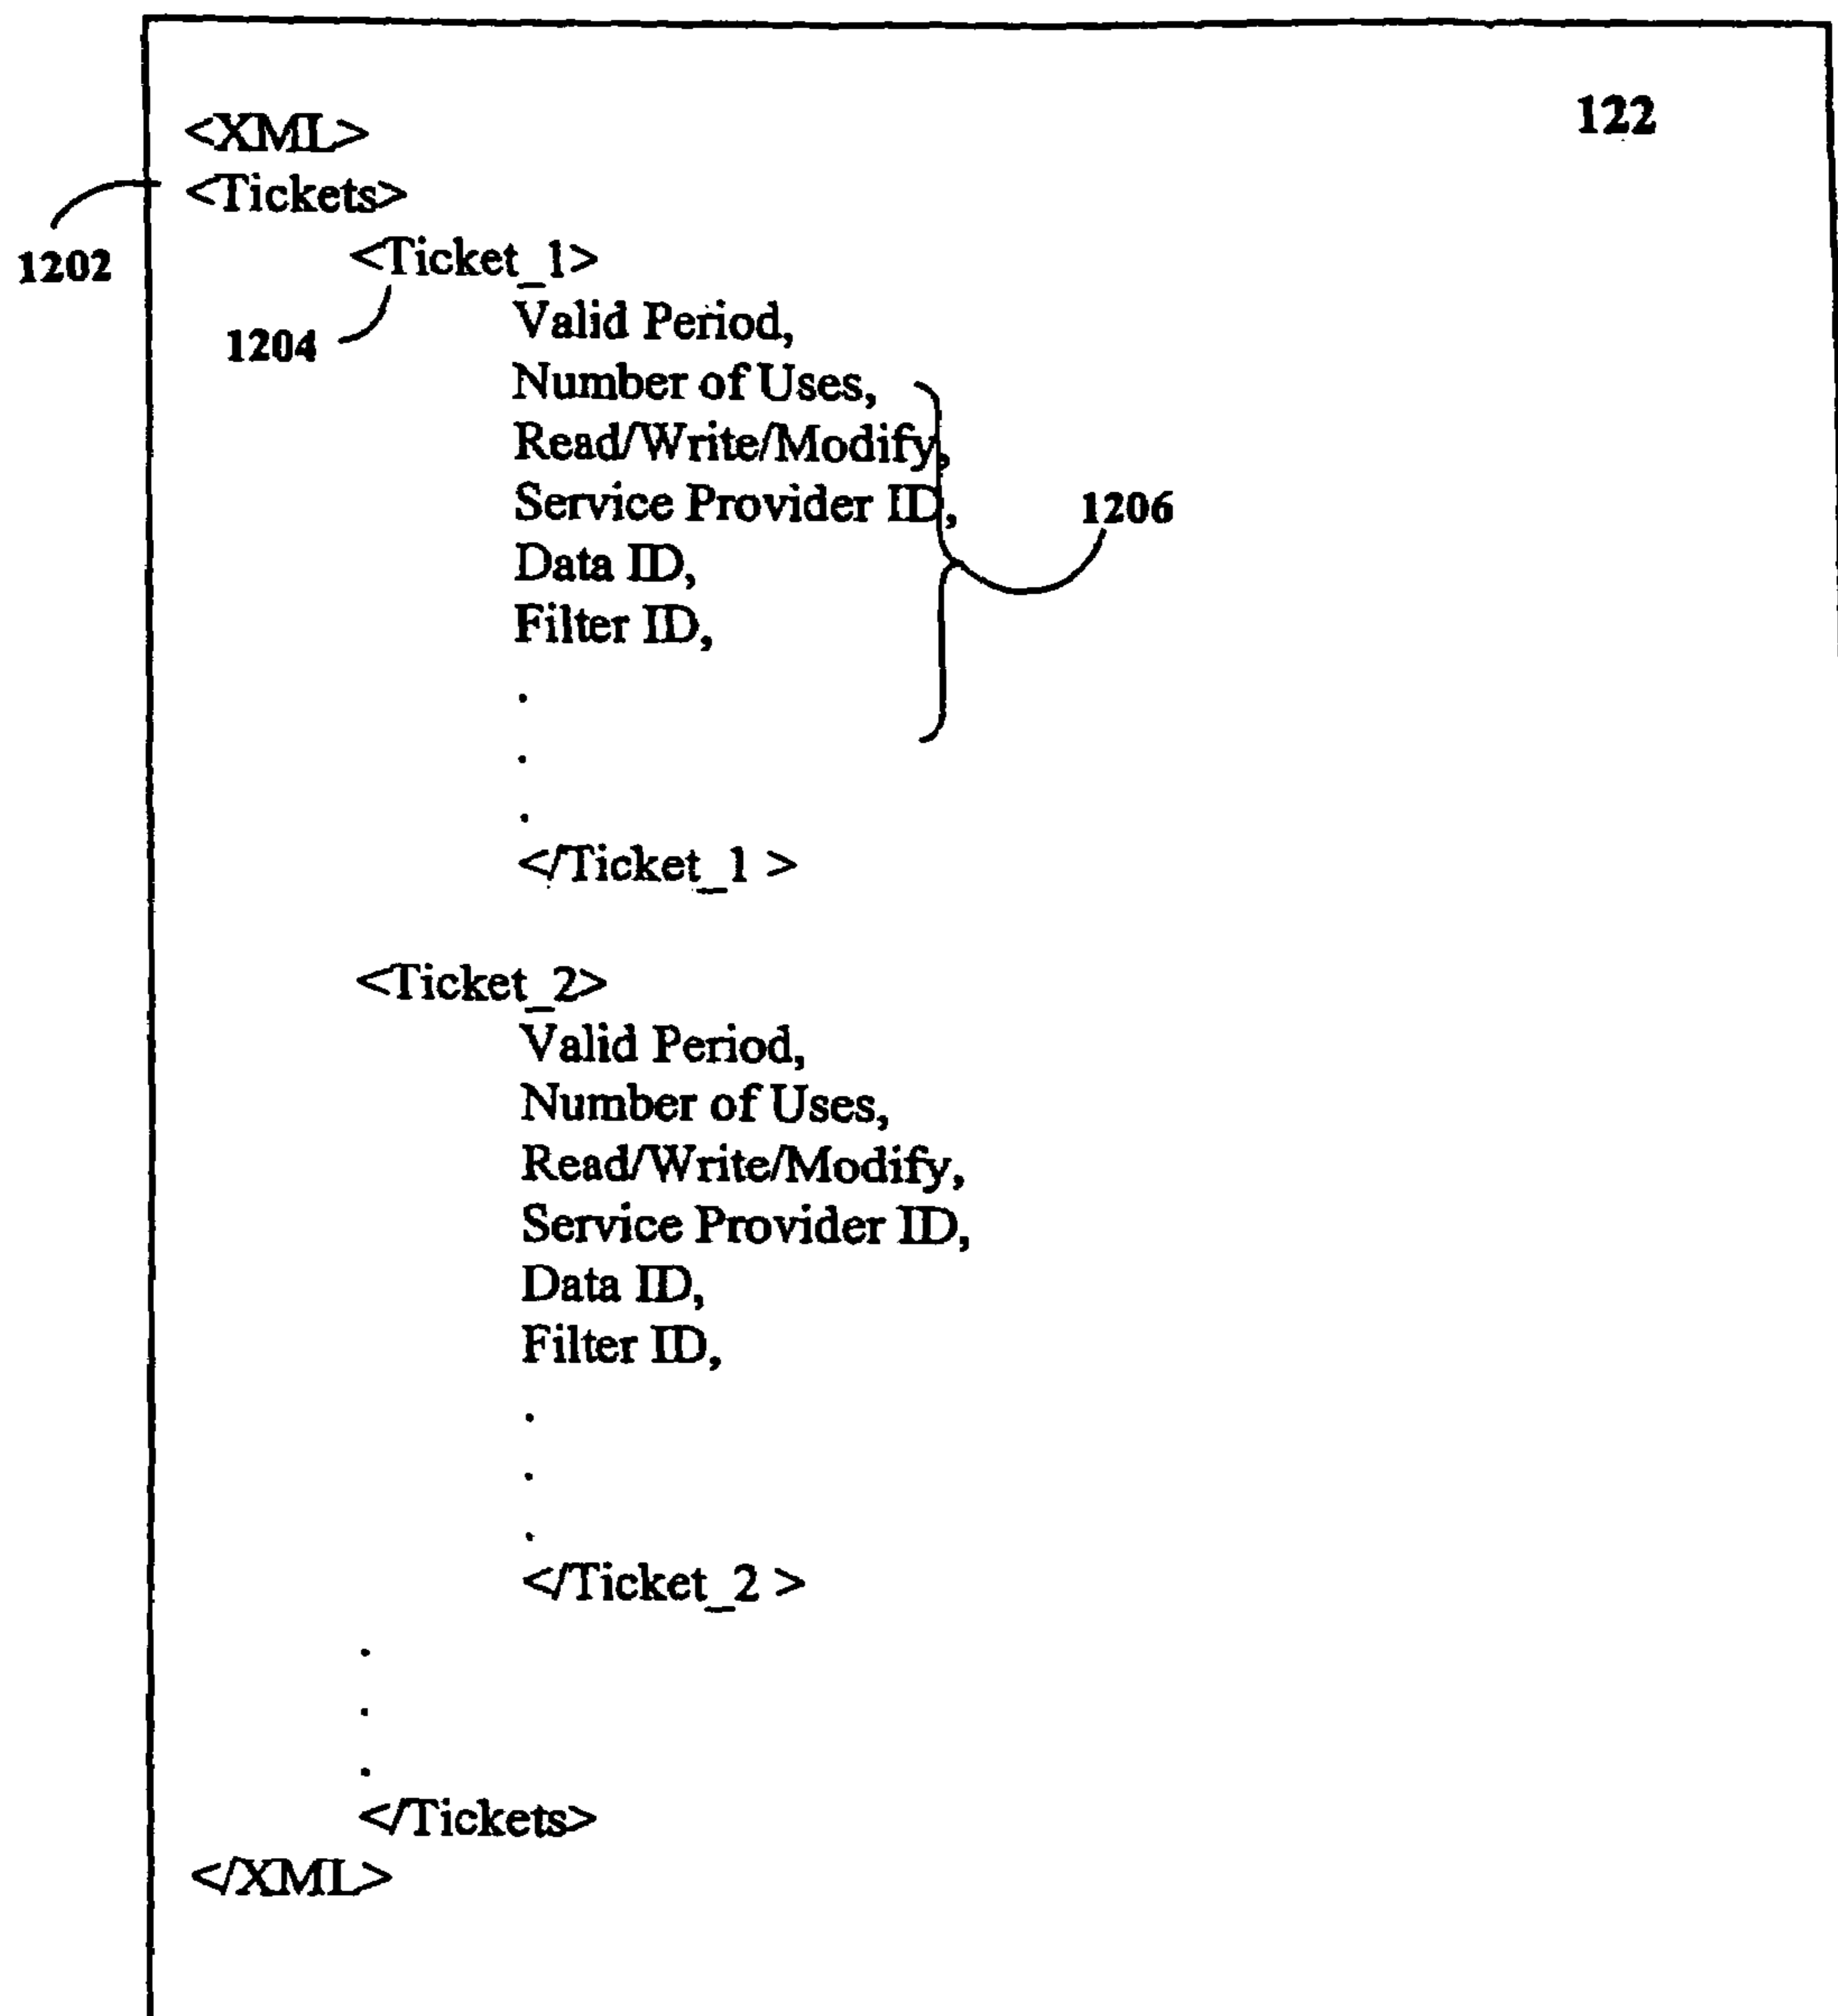 122
<XML>
<Tickets>
1202
<Ticket_1>
1204
Valid Period,
Number of Uses,
Read/Write/Modify,
Service Provider ID,
1206
Data ID,
Filter ID,
.
.
.
</Ticket_1 >
<Ticket_2>
Valid Period,
Number of Uses,
Read/Write/Modify,
Service Provider ID,
Data ID,
Filter ID,
.
.
.
</Ticket_2 >
.
.
.
</Tickets>
</XML>